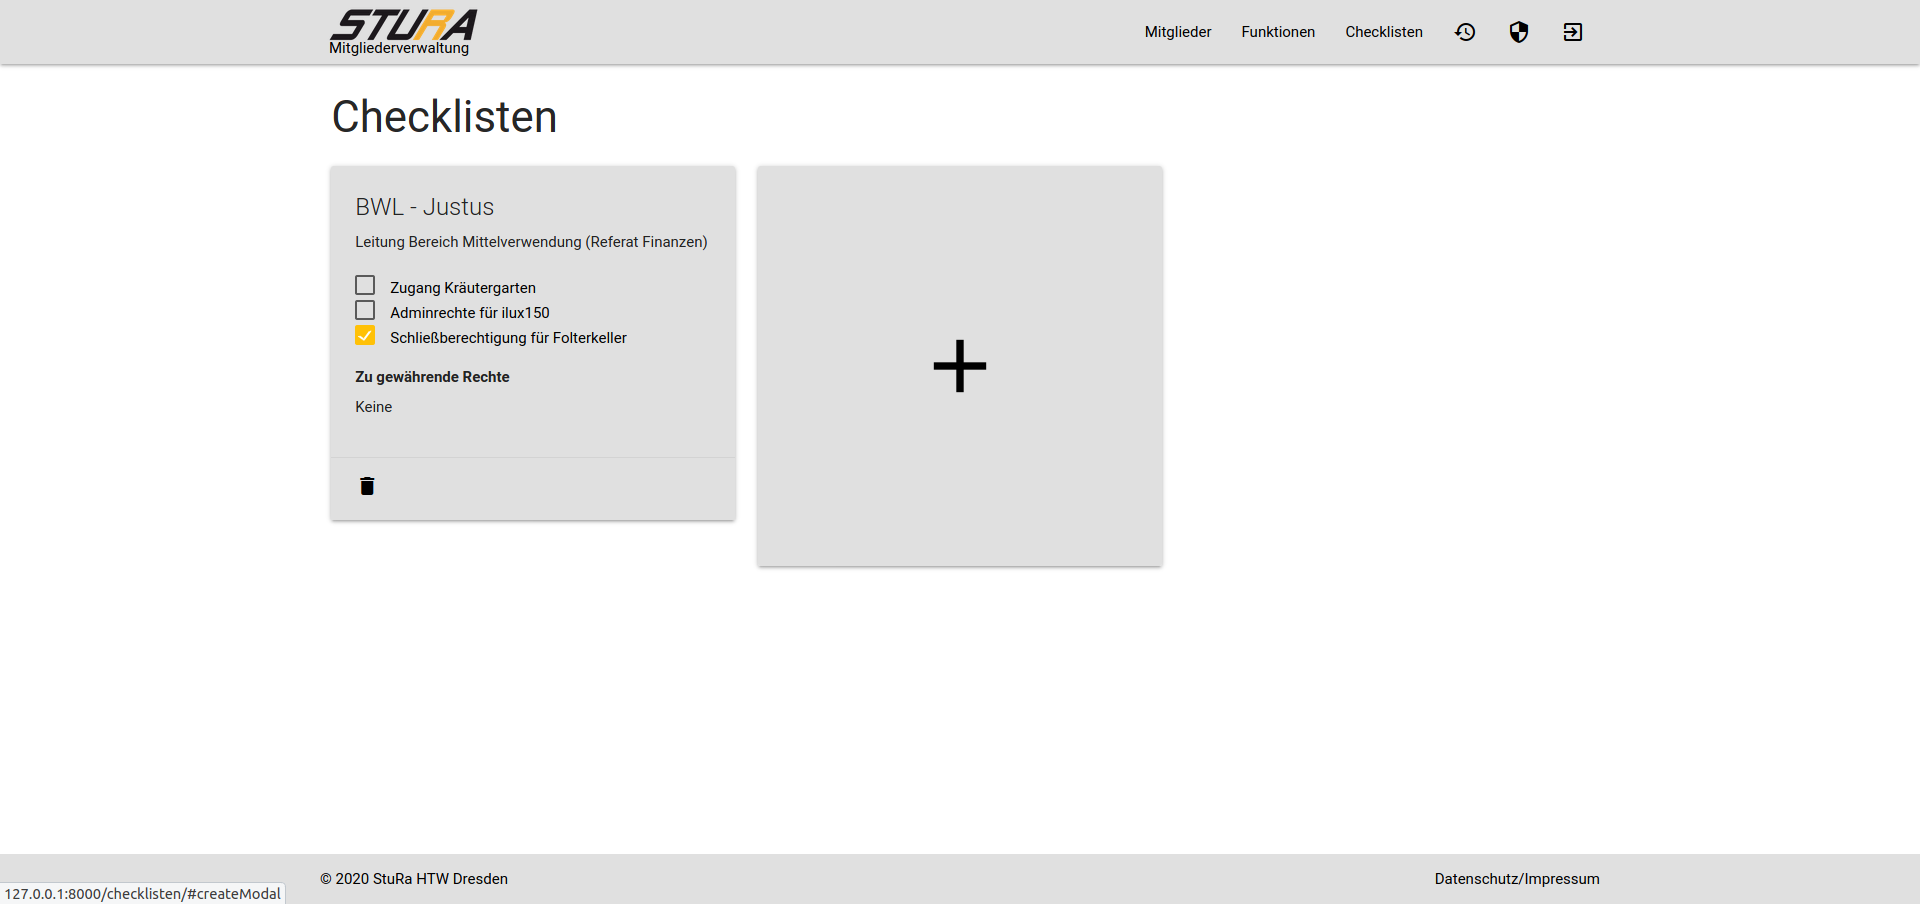 STURA
Mitgliederverwaltung
Mitglieder
Funktionen
Checklisten
Checklisten
BWL - Justus
Leitung Bereich Mittelverwendung (Referat Finanzen)
Zugang Kräutergarten
Adminrechte für ilux150
Schließberechtigung für Folterkeller
Zu gewährende Rechte
Keine
© 2020 StuRa HTW Dresden
Datenschutz/Impressum
127.0.0.1:8000/checklisten/#createModal